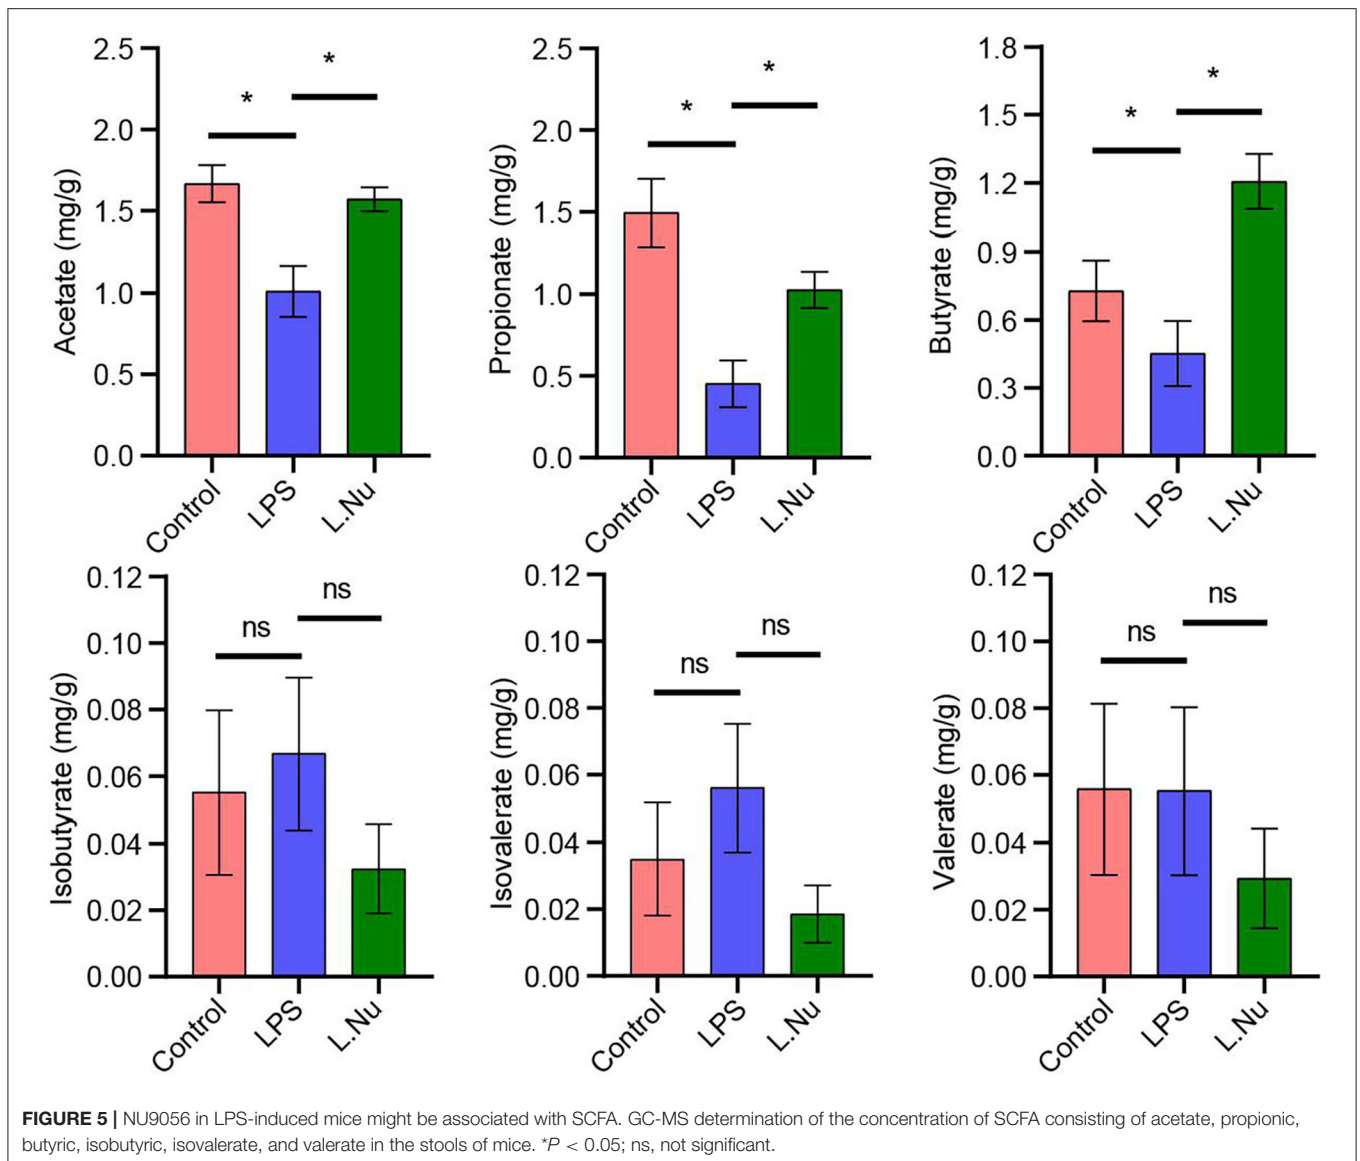 2.5
2.0
1.5
1.0
0.5
0.0
Acetate (mg/g)
*
*
Control
LPS
L.Nu
2.5
2.0
1.5
1.0
0.5
0.0
Propionate (mg/g)
*
*
Control
LPS
L.Nu
1.8
1.5
1.2
0.9
0.6
0.3
0.0
Butyrate (mg/g)
*
*
Control
LPS
L.Nu
0.12
0.10
0.08
0.06
0.04
0.02
0.00
Isobutyrate (mg/g)
ns
ns
Control
LPS
L.Nu
0.12
0.10
0.08
0.06
0.04
0.02
0.00
Isovalerate (mg/g)
ns
ns
Control
LPS
L.Nu
0.12
0.10
0.08
0.06
0.04
0.02
0.00
Valerate (mg/g)
ns
ns
Control
LPS
L.Nu
FIGURE 5 | NU9056 in LPS-induced mice might be associated with SCFA. GC-MS determination of the concentration of SCFA consisting of acetate, propionic,
butyric, isobutyric, isovalerate, and valerate in the stools of mice. *P < 0.05; ns, not significant.